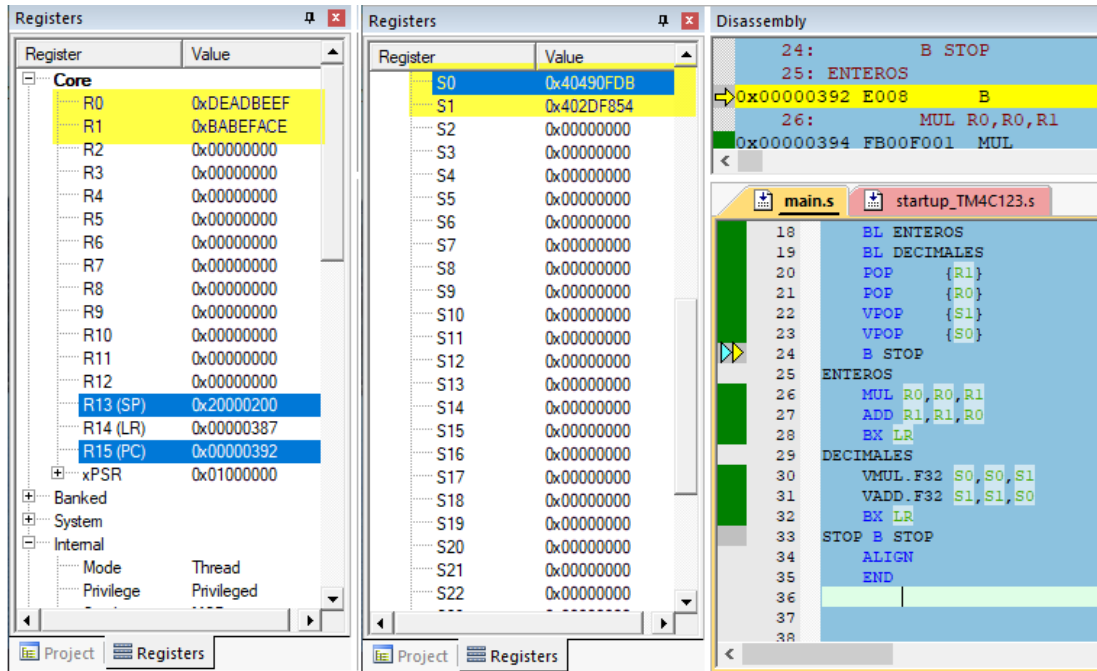 Registers
Register Value
Core
R0 0xDEADBEEF
R1 0xBABEFACE
R2 0x00000000
R3 0x00000000
R4 0x00000000
R5 0x00000000
R6 0x00000000
R7 0x00000000
R8 0x00000000
R9 0x00000000
R10 0x00000000
R11 0x00000000
R12 0x00000000
R13 (SP) 0x20000200
R14 (LR) 0x00000387
R15 (PC) 0x00000392
xPSR 0x01000000
Banked
System
Internal
Mode Thread
Privilege Privileged
Project Registers
Registers
Register Value
S0 0x40490FDB
S1 0x402DF854
S2 0x00000000
S3 0x00000000
S4 0x00000000
S5 0x00000000
S6 0x00000000
S7 0x00000000
S8 0x00000000
S9 0x00000000
S10 0x00000000
S11 0x00000000
S12 0x00000000
S13 0x00000000
S14 0x00000000
S15 0x00000000
S16 0x00000000
S17 0x00000000
S18 0x00000000
S19 0x00000000
S20 0x00000000
S21 0x00000000
S22 0x00000000
Project Registers
Disassembly
24: B STOP
25: ENTEROS
0x00000392 E008 B
26: MUL R0,R0,R1
0x00000394 FB00F001 MUL
main.s startup_TM4C123.s
18 BL ENTEROS
19 BL DECIMALES
20 POP {R1}
21 POP {R0}
22 VPOP {S1}
23 VPOP {S0}
24 B STOP
25 ENTEROS
26 MUL R0,R0,R1
27 ADD R1,R1,R0
28 BX LR
29 DECIMALES
30 VMUL.F32 S0,S0,S1
31 VADD.F32 S1,S1,S0
32 BX LR
33 STOP B STOP
34 ALIGN
35 END
36
37
38